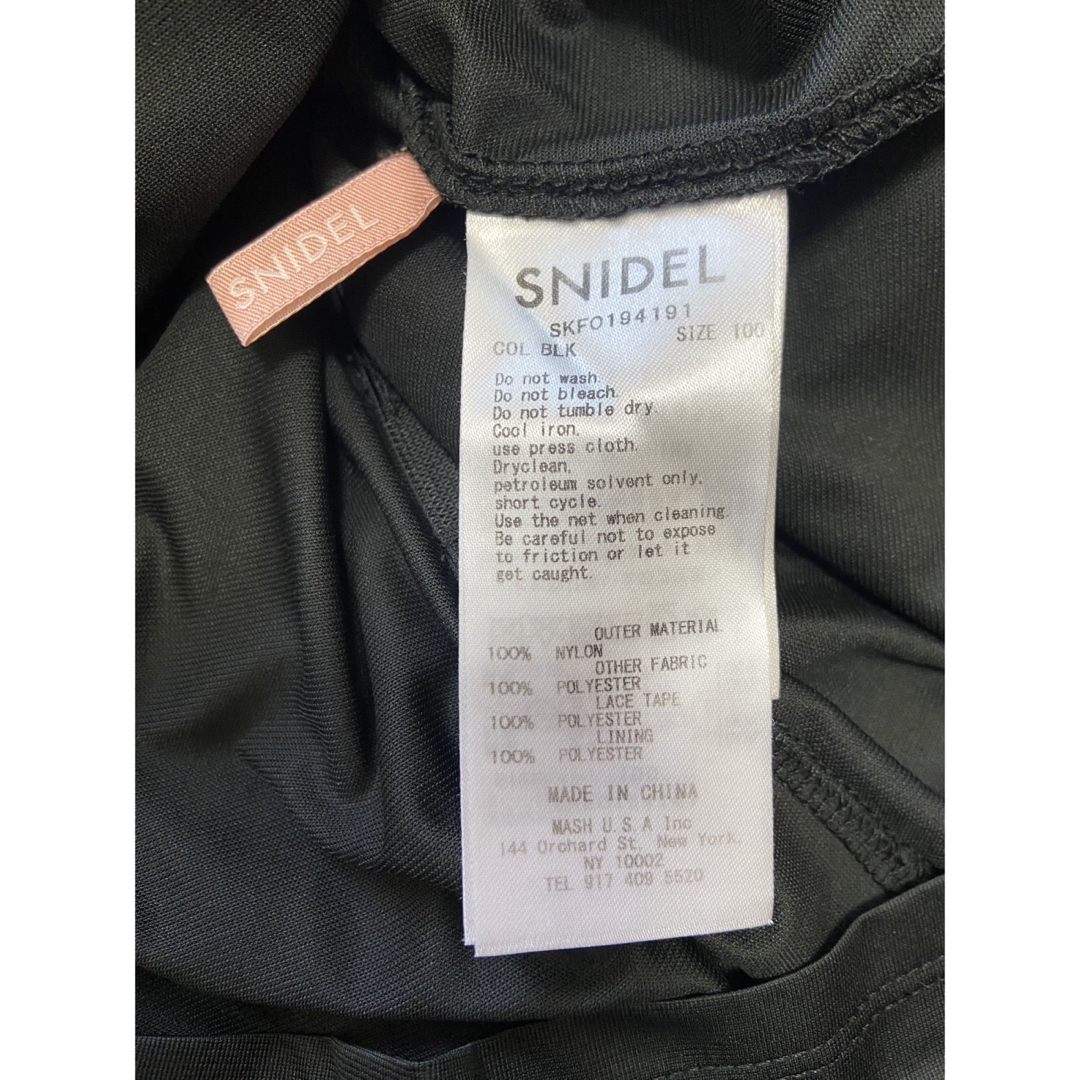 SNIDEL
SNIDEL
SKF0194191
COL BLK SIZE 100
Do not wash.
Do not bleach.
Do not tumble dry.
Cool iron,
use press cloth.
Dryclean,
petroleum solvent only,
short cycle.
Use the net when cleaning.
Be careful not to expose
to friction or let it
get caught.
OUTER MATERIAL
100% NYLON
OTHER FABRIC
100% POLYESTER
LACE TAPE
100% POLYESTER
LINING
100% POLYESTER
MADE IN CHINA
MASH U.S.A Inc
144 Orchard St, New York,
NY 10002
TEL 917 409 5520